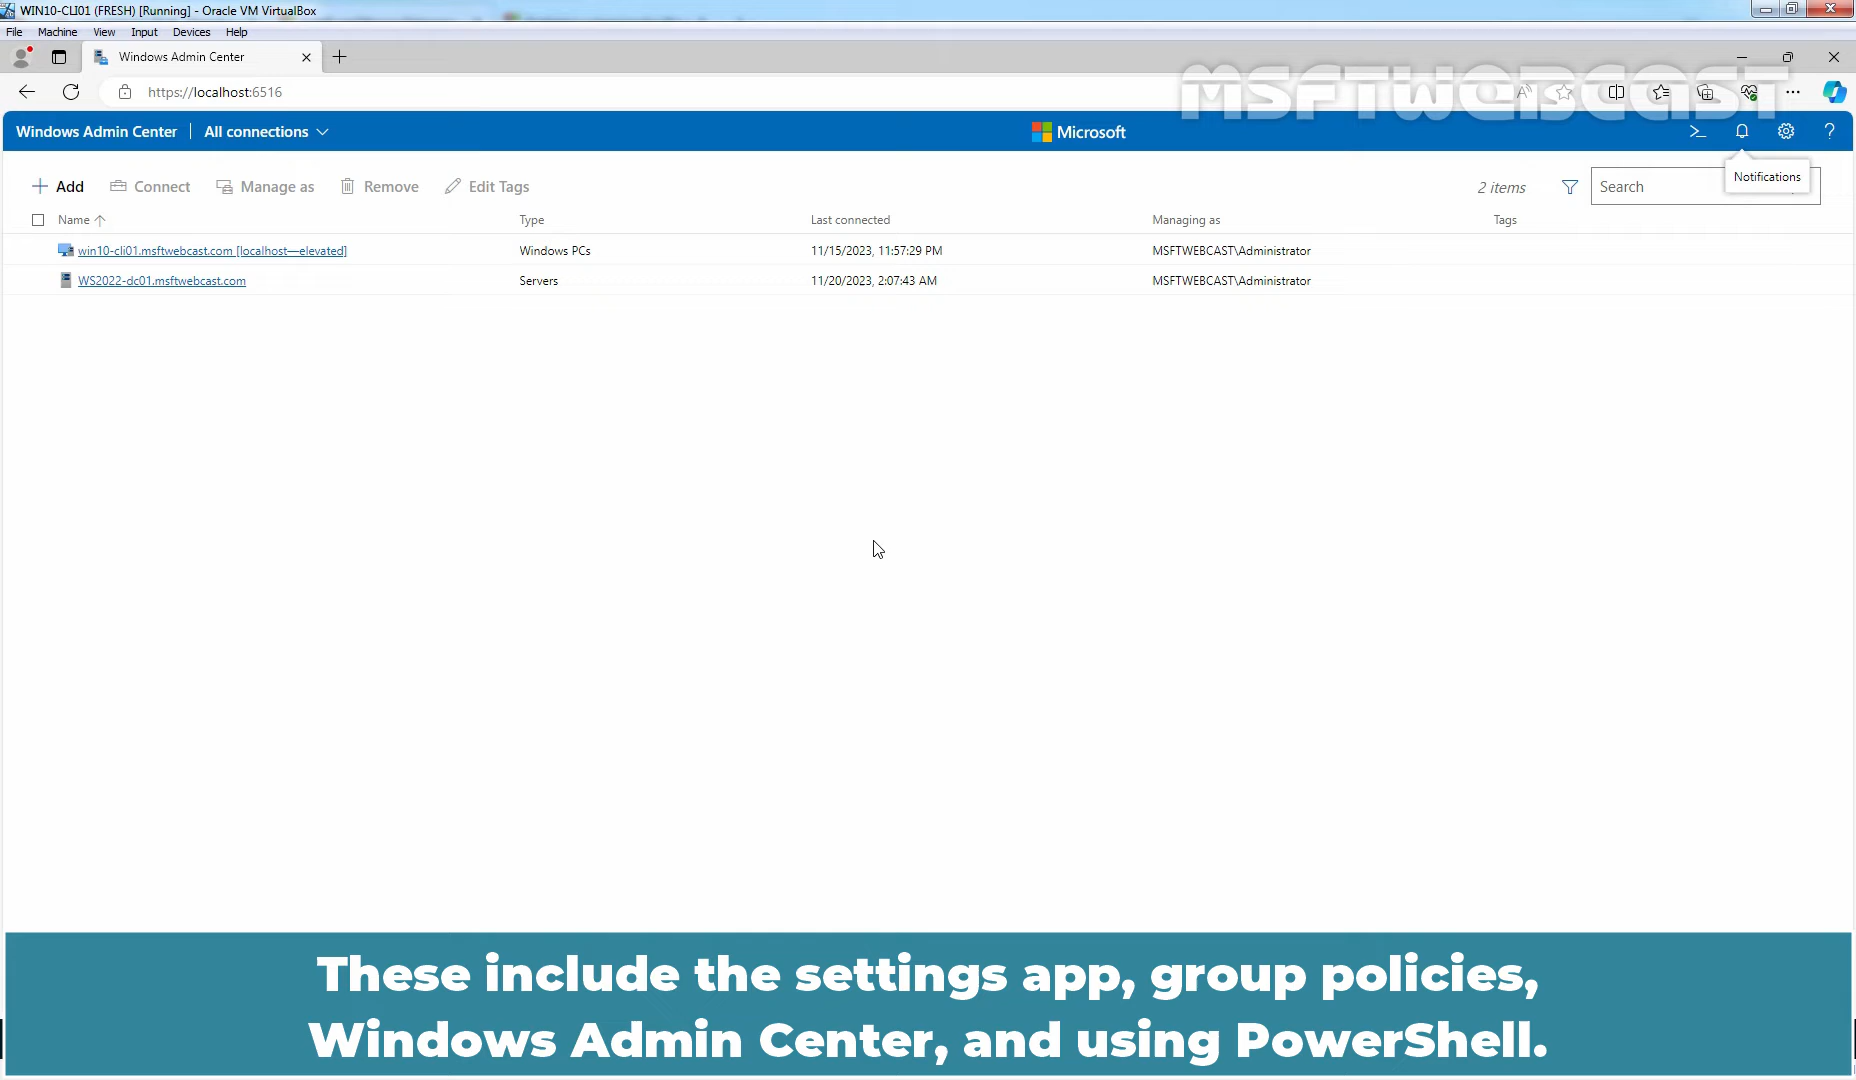 WIN10-CLI01 (FRESH) [Running] - Oracle VM VirtualBox
File Machine View Input Devices Help
Windows Admin Center
https://localhost:6516
MSFTWEBCAST
Windows Admin Center All connections Microsoft
Add Connect Manage as Remove Edit Tags 2 items Search Notifications
Name Type Last connected Managing as Tags
win10-cli01.msftwebcast.com [localhost—elevated] Windows PCs 11/15/2023, 11:57:29 PM MSFTWEBCAST\Administrator
WS2022-dc01.msftwebcast.com Servers 11/20/2023, 2:07:43 AM MSFTWEBCAST\Administrator
These include the settings app, group policies,
Windows Admin Center, and using PowerShell.